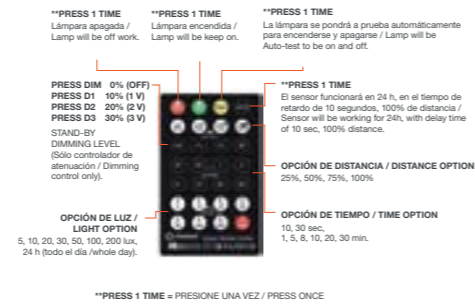 **PRESS 1 TIME
Lámpara apagada /
Lamp will be off work.
**PRESS 1 TIME
Lámpara encendida /
Lamp will be keep on.
**PRESS 1 TIME
La lámpara se pondrá a prueba automáticamente
para encenderse y apagarse / Lamp will be
Auto-test to be on and off.
PRESS DIM 0% (OFF)
PRESS D1 10% (1 V)
PRESS D2 20% (2 V)
PRESS D3 30% (3 V)
STAND-BY
DIMMING LEVEL
(Sólo controlador de
atenuación / Dimming
control only).
**PRESS 1 TIME
El sensor funcionará en 24 h, en el tiempo de
retardo de 10 segundos, 100% de distancia /
Sensor will be working for 24h, with delay time
of 10 sec, 100% distance.
OPCIÓN DE DISTANCIA / DISTANCE OPTION
25%, 50%, 75%, 100%
OPCIÓN DE LUZ /
LIGHT OPTION
5, 10, 20, 30, 50, 100, 200 lux,
24 h (todo el día /whole day).
OPCIÓN DE TIEMPO / TIME OPTION
10, 30 sec,
1, 5, 8, 10, 20, 30 min.
**PRESS 1 TIME = PRESIONE UNA VEZ / PRESS ONCE